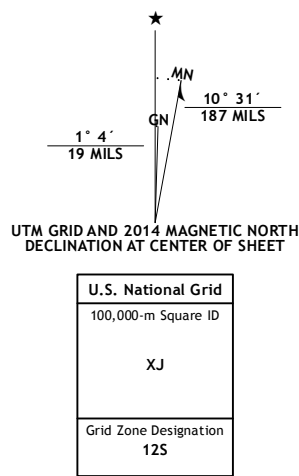 ★
MN
GN
10° 31´
187 MILS
1° 4´
19 MILS
UTM GRID AND 2014 MAGNETIC NORTH
DECLINATION AT CENTER OF SHEET
U.S. National Grid
100,000-m Square ID
XJ
Grid Zone Designation
12S